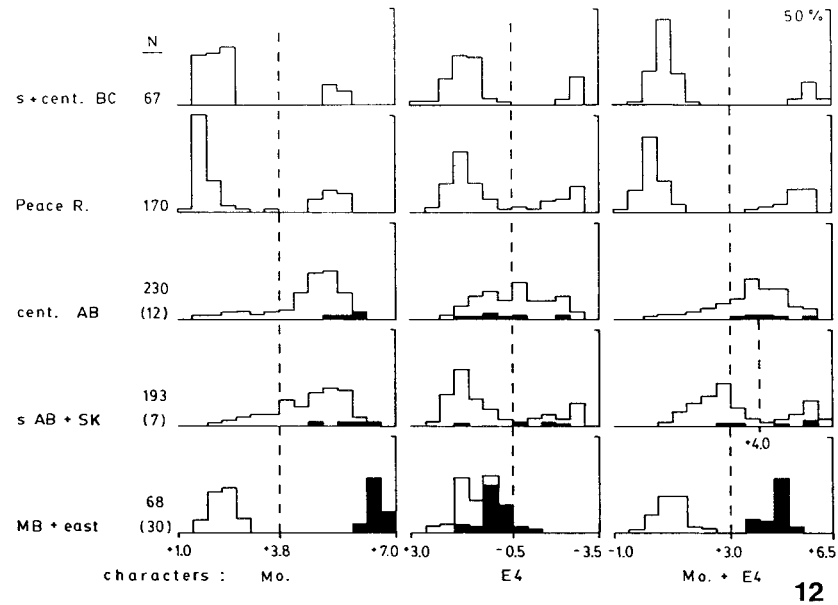 N
50%
s+cent. BC 67
Peace R. 170
cent. AB 230
(12)
s AB + SK 193
(7)
+4.0
MB + east 68
(30)
+1.0 +3.8 +7.0 +3.0 -0.5 -3.5 -1.0 +3.0 +6.5
characters : Mo. E4 Mo. + E4
12